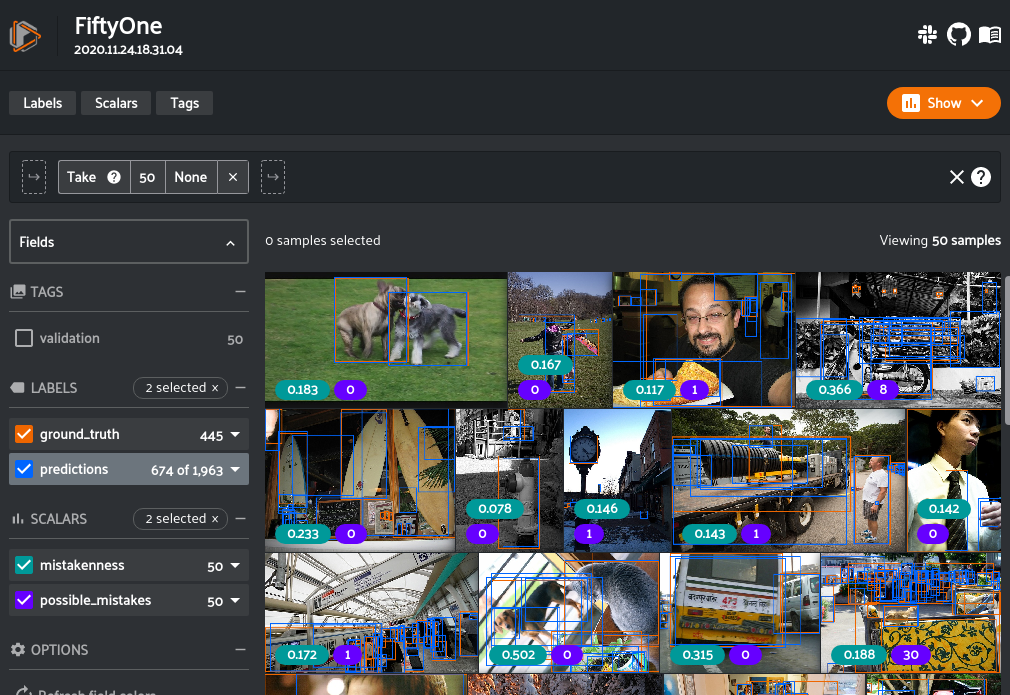 FiftyOne
2020.11.24.18.31.04
Labels Scalars Tags
Show
Take ? 50 None ×
?
Fields
0 samples selected
Viewing 50 samples
TAGS
validation 50
LABELS 2 selected ×
ground_truth 445
predictions 674 of 1,963
SCALARS 2 selected ×
mistakenness 50
possible_mistakes 50
OPTIONS
Refresh field colors
0.183 0
0.167
0
0.117 1
0.366 8
0.233 0
0.078
0
0.146
1
0.143 1
0.142
0
0.172 1
0.502 0
473
0.315 0
0.188 30